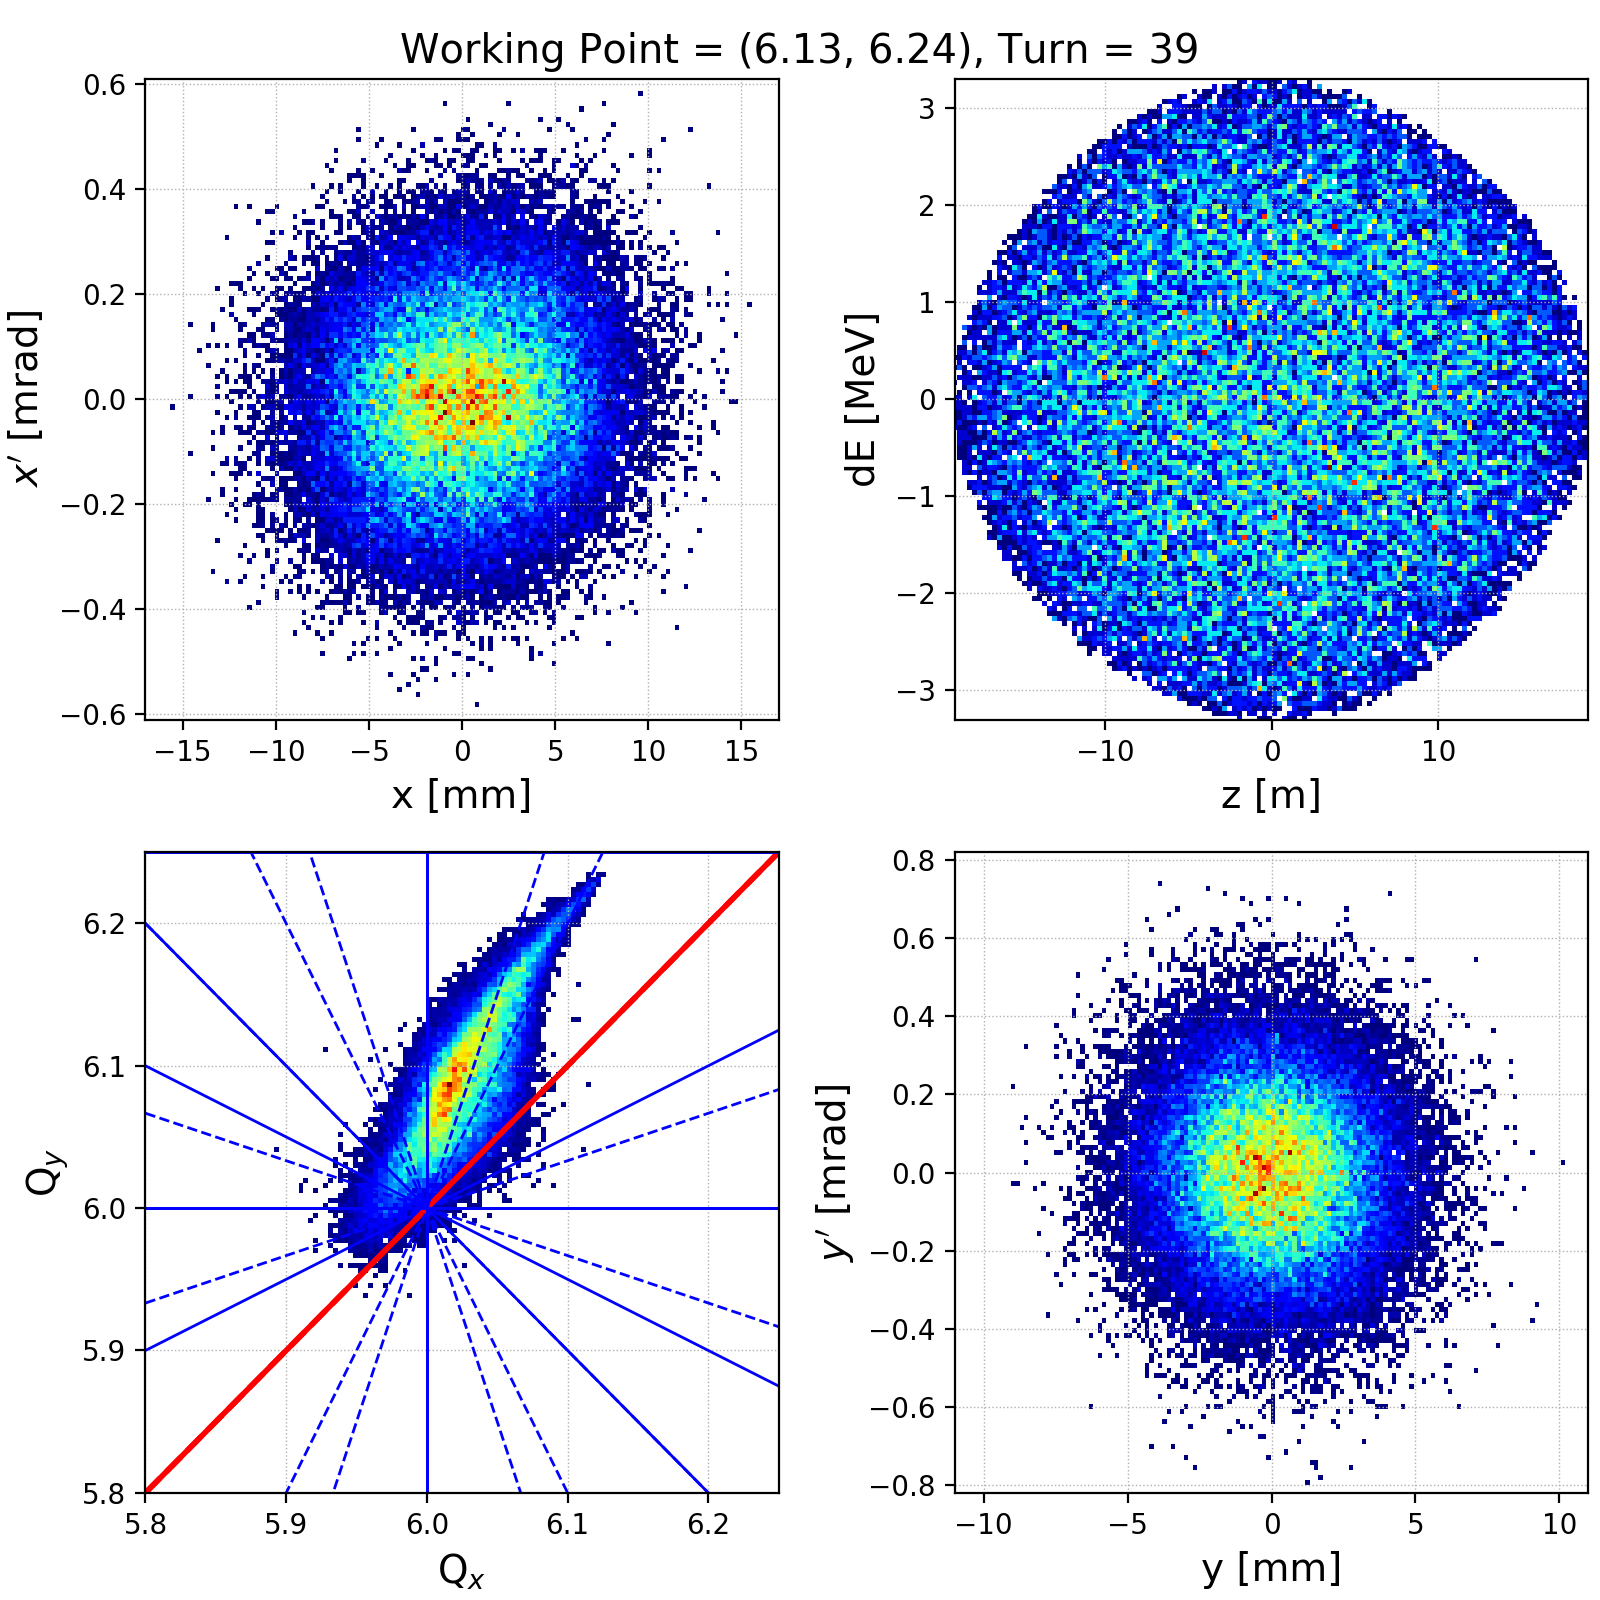 Working Point = (6.13, 6.24), Turn = 39
0.6
0.4
0.2
0.0
−0.2
−0.4
−0.6
x′ [mrad]
−15 −10 −5 0 5 10 15
x [mm]
3
2
1
0
−1
−2
−3
dE [MeV]
−10 0 10
z [m]
6.2
6.1
6.0
5.9
5.8
Qy
5.8 5.9 6.0 6.1 6.2
Qx
0.8
0.6
0.4
0.2
0.0
−0.2
−0.4
−0.6
−0.8
y′ [mrad]
−10 −5 0 5 10
y [mm]